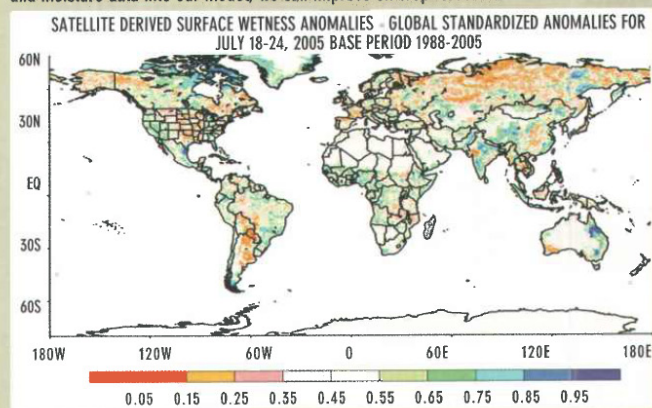 SATELLITE DERIVED SURFACE WETNESS ANOMALIES - GLOBAL STANDARDIZED ANOMALIES FOR
JULY 18-24, 2005 BASE PERIOD 1988-2005
60N
30N
EQ
30S
60S
180W 120W 60W 0 60E 120E 180E
0.05 0.15 0.25 0.35 0.45 0.55 0.65 0.75 0.85 0.95